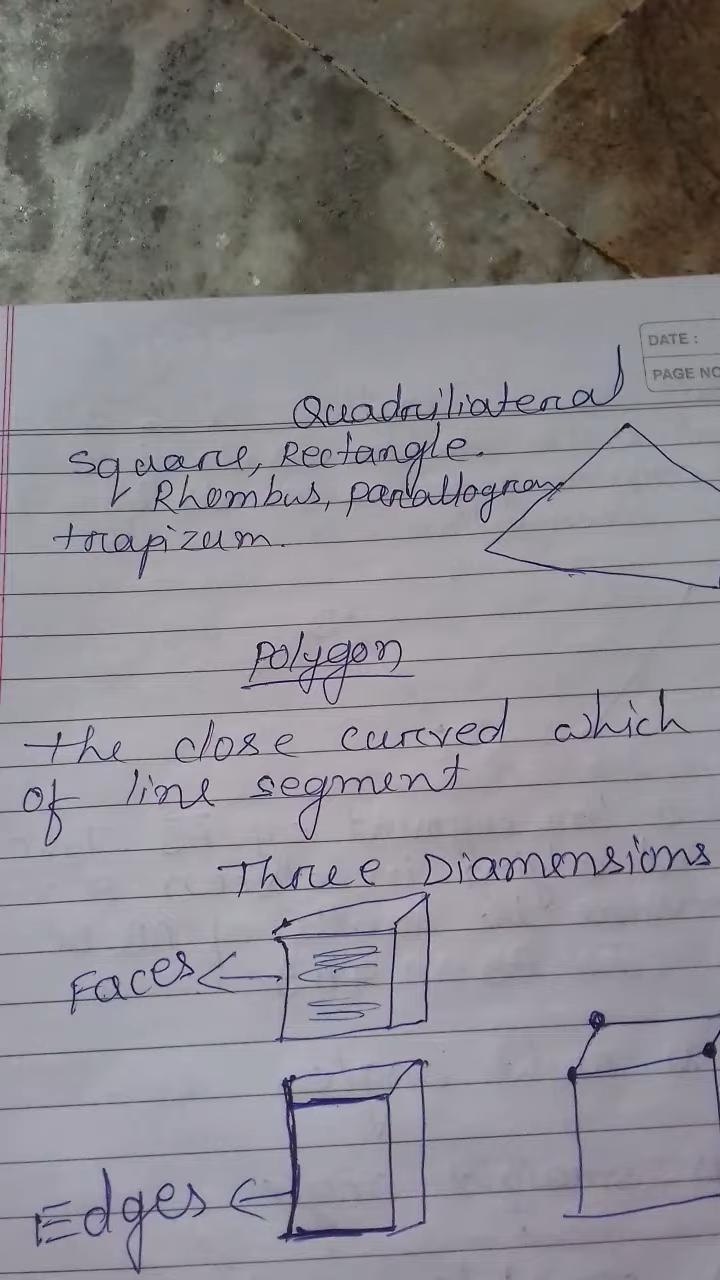 DATE :
PAGE NO
Quadriliateral
Square, Rectangle.
Rhombus, parallogram
trapizum.
Polygon
the close curved which
of line segment
Three Diamensions
Faces
Edges